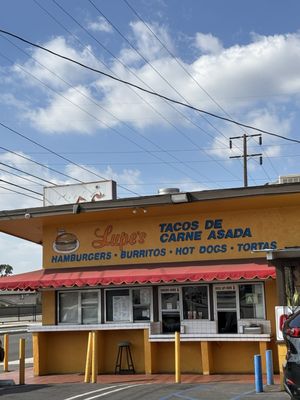 Lupe's
TACOS DE
CARNE ASADA
HAMBURGERS • BURRITOS • HOT DOGS • TORTAS